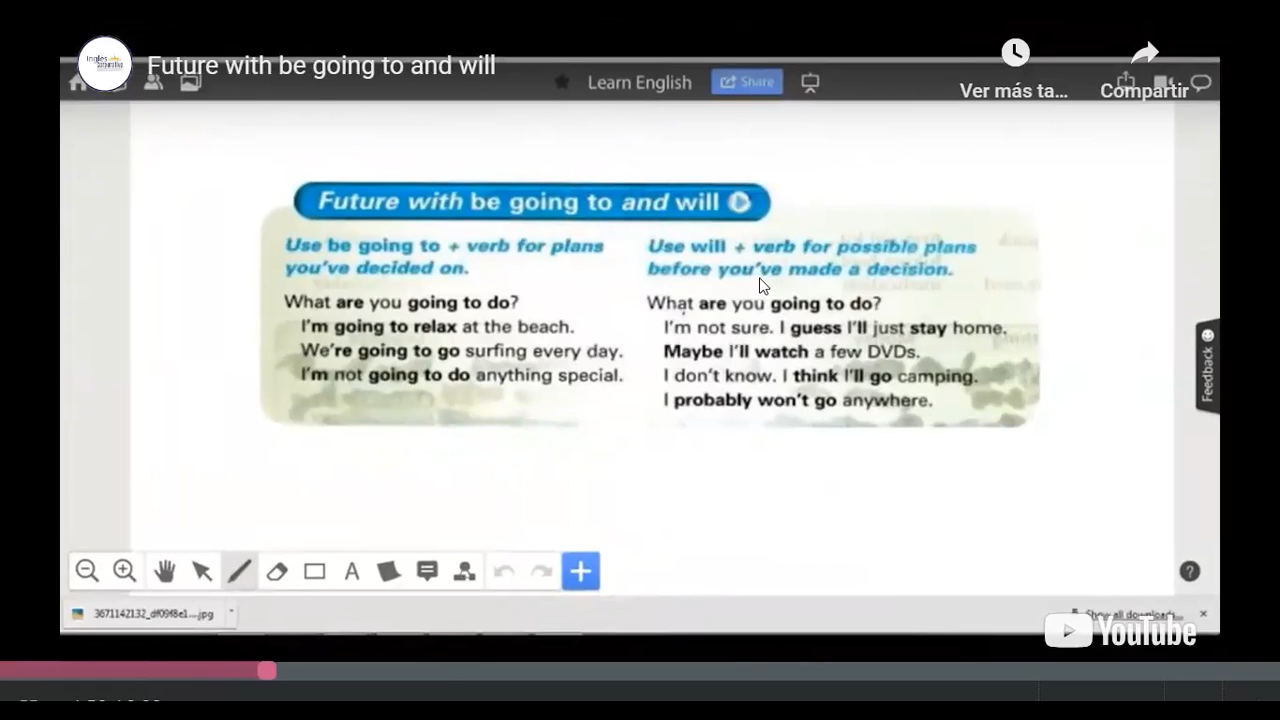 Future with be going to and will
Ver más ta...
Compartir
Learn English
Share
Future with be going to and will
Use be going to + verb for plans
you've decided on.
What are you going to do?
I'm going to relax at the beach.
We're going to go surfing every day.
I'm not going to do anything special.
Use will + verb for possible plans
before you've made a decision.
What are you going to do?
I'm not sure. I guess I'll just stay home.
Maybe I'll watch a few DVDs.
I don't know. I think I'll go camping.
I probably won't go anywhere.
Feedback
A
?
Show all downloads...
YouTube